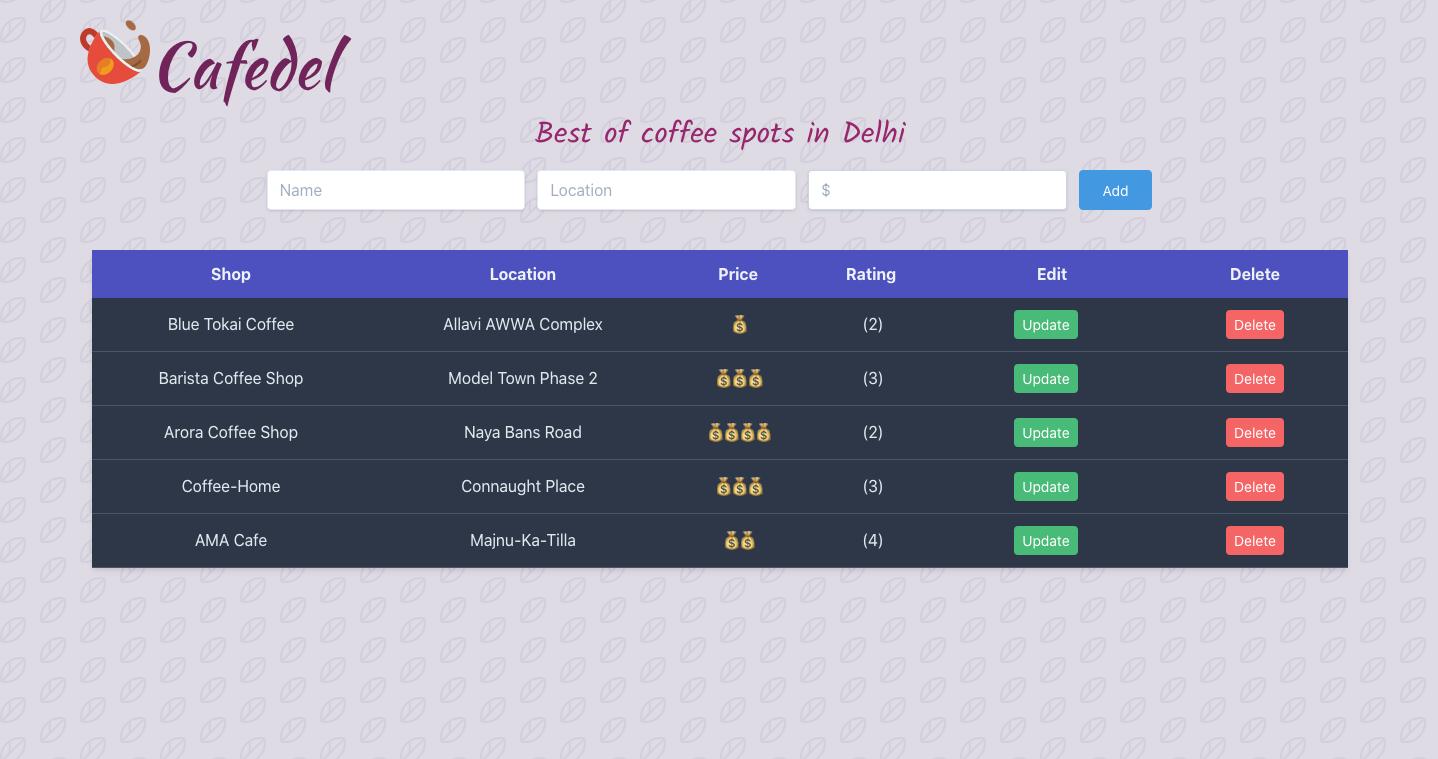 Cafedel
Best of coffee spots in Delhi
Name Location $ Add
Shop Location Price Rating Edit Delete
Blue Tokai Coffee Allavi AWWA Complex 💰 (2) Update Delete
Barista Coffee Shop Model Town Phase 2 💰💰💰 (3) Update Delete
Arora Coffee Shop Naya Bans Road 💰💰💰💰 (2) Update Delete
Coffee-Home Connaught Place 💰💰💰 (3) Update Delete
AMA Cafe Majnu-Ka-Tilla 💰💰 (4) Update Delete